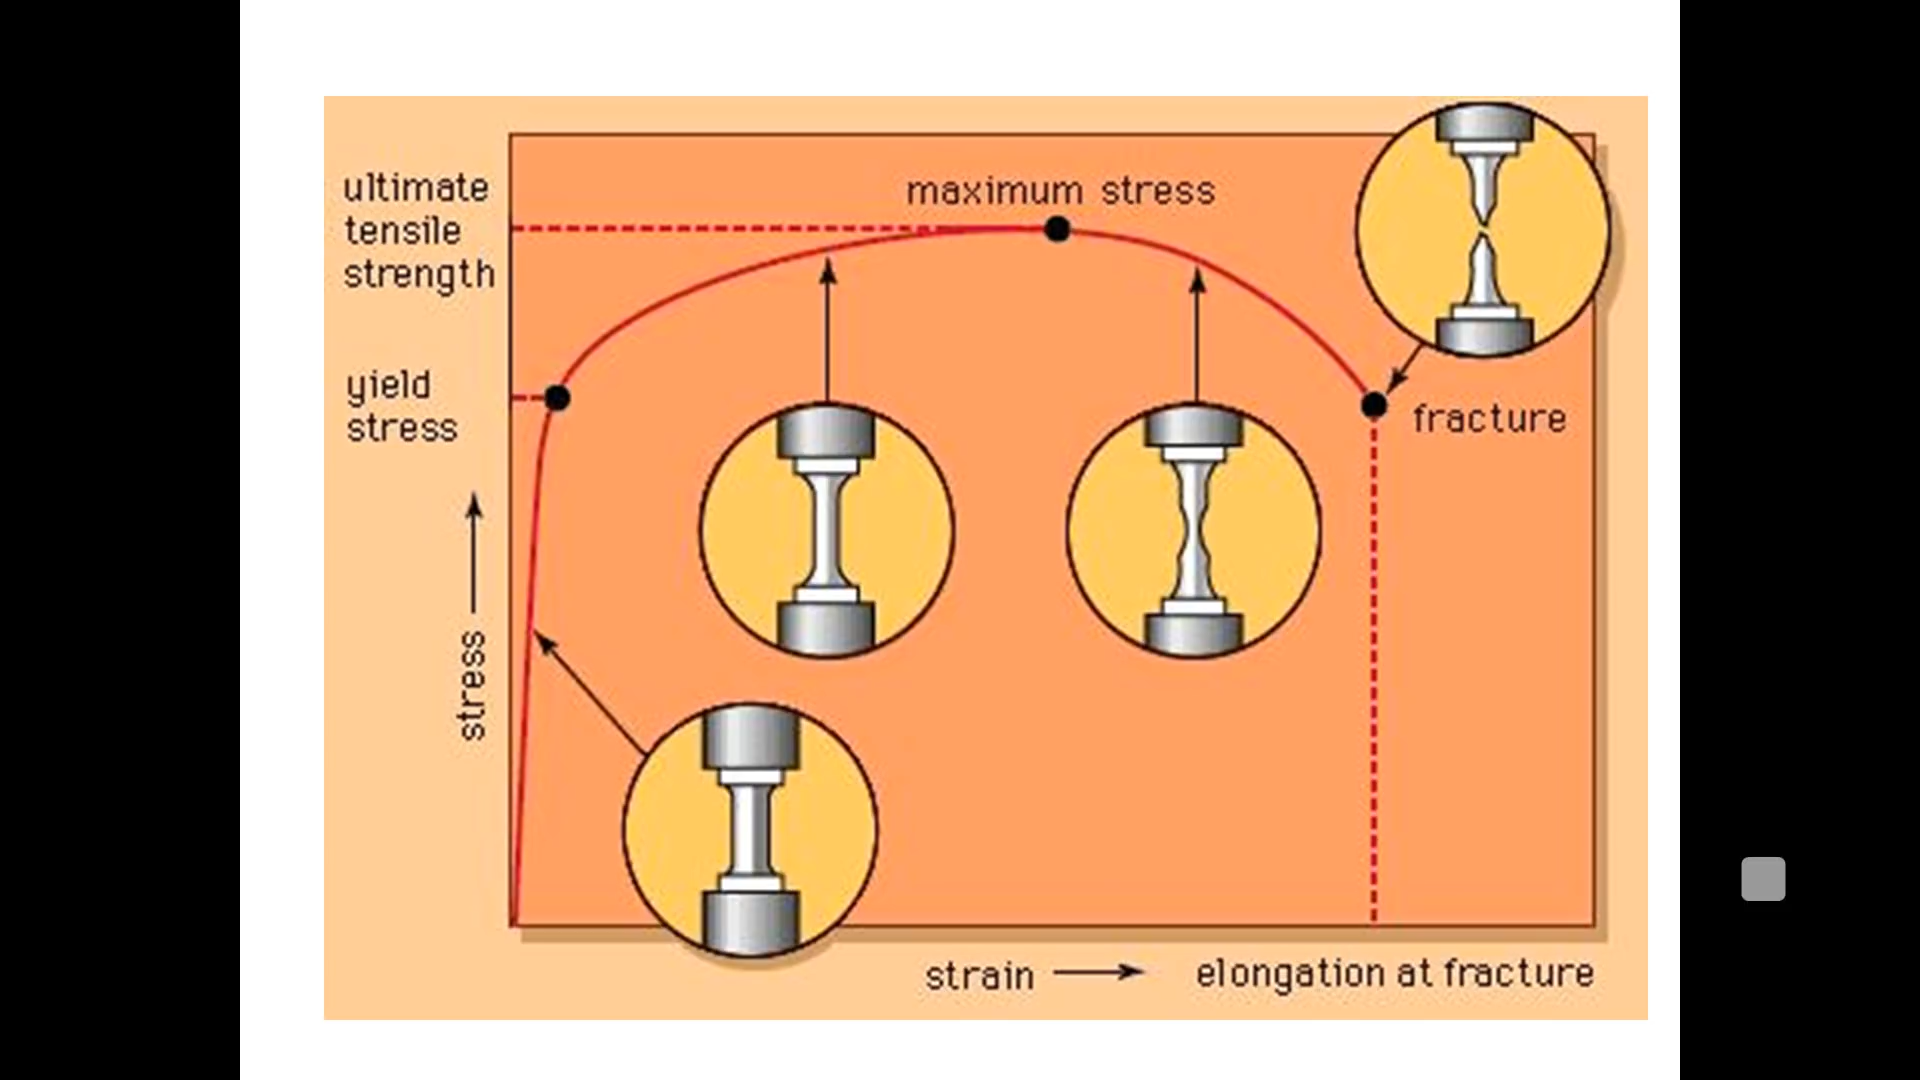 ultimate
tensile
strength
maximum stress
yield
stress
fracture
stress
strain
elongation at fracture